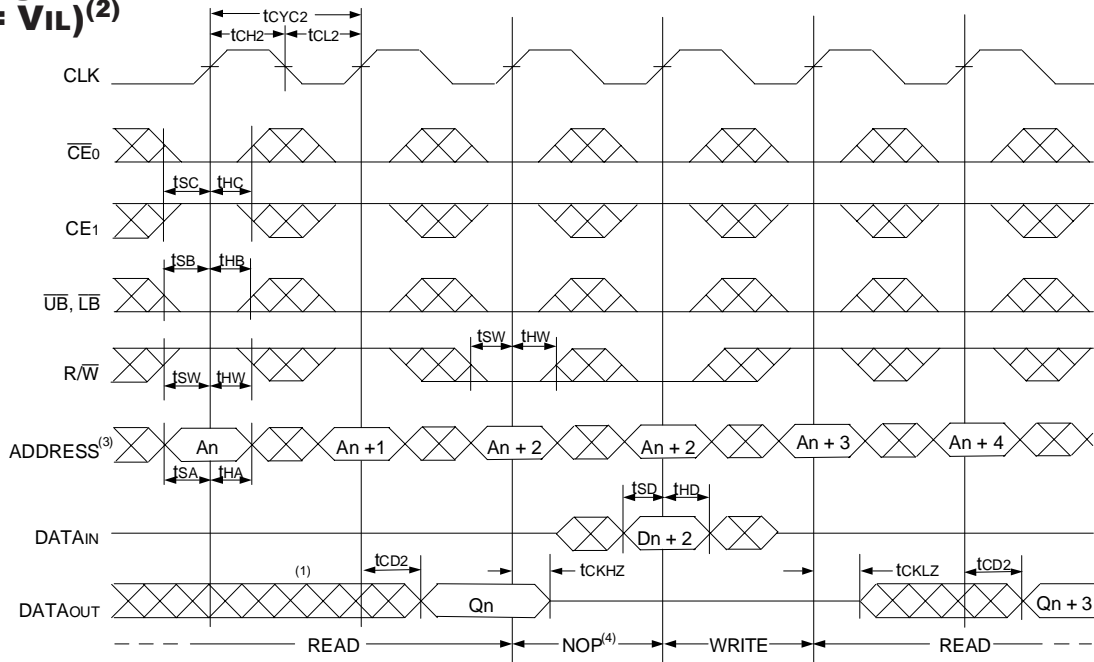 = VIL)(2)
tCYC2
tCH2 tCL2
CLK
CE0
tSC tHC
CE1
tSB tHB
UB, LB
tSW tHW
R/W
tSW tHW
ADDRESS(3) An An +1 An + 2 An + 2 An + 3 An + 4
tSA tHA
tSD tHD
DATAIN Dn + 2
(1) tCD2 tCKHZ tCKLZ tCD2
DATAOUT Qn Qn + 3
READ NOP(4) WRITE READ